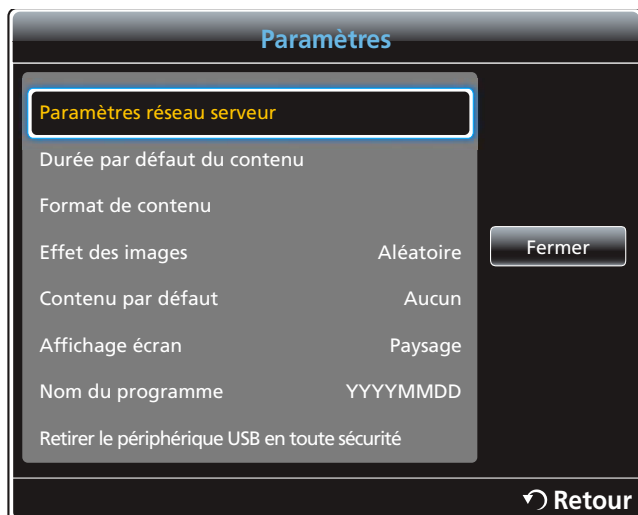 Paramètres
Paramètres réseau serveur
Durée par défaut du contenu
Format de contenu
Effet des images Aléatoire
Fermer
Contenu par défaut Aucun
Affichage écran Paysage
Nom du programme YYYYMMDD
Retirer le périphérique USB en toute sécurité
Retour